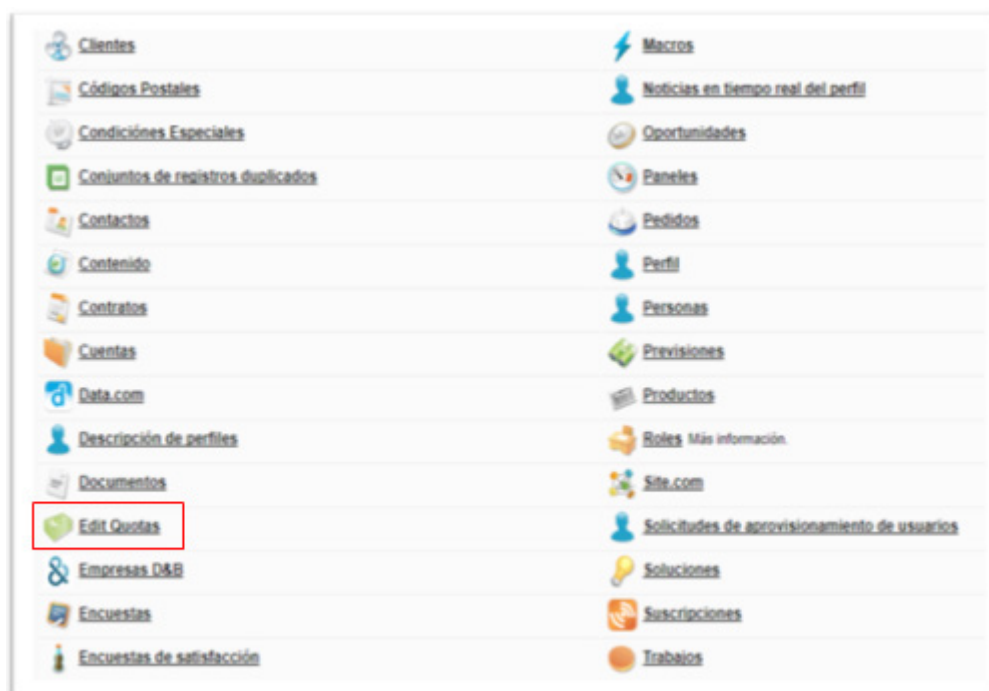 Clientes
Códigos Postales
Condiciónes Especiales
Conjuntos de registros duplicados
Contactos
Contenido
Contratos
Cuentas
Data.com
Descripción de perfiles
Documentos
Edit Quotas
Empresas D&B
Encuestas
Encuestas de satisfacción
Macros
Noticias en tiempo real del perfil
Oportunidades
Paneles
Pedidos
Perfil
Personas
Previsiones
Productos
Roles Más información.
Site.com
Solicitudes de aprovisionamiento de usuarios
Soluciones
Suscripciones
Trabajos